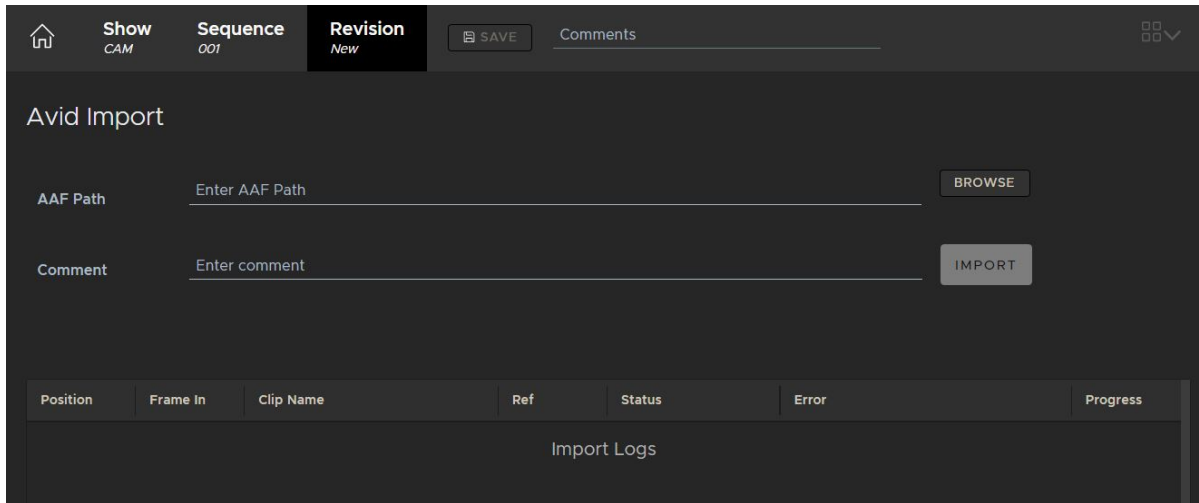 Show
CAM
Sequence
001
Revision
New
SAVE
Comments
Avid Import
AAF Path
Enter AAF Path
BROWSE
Comment
Enter comment
IMPORT
Position Frame In Clip Name Ref Status Error Progress
Import Logs